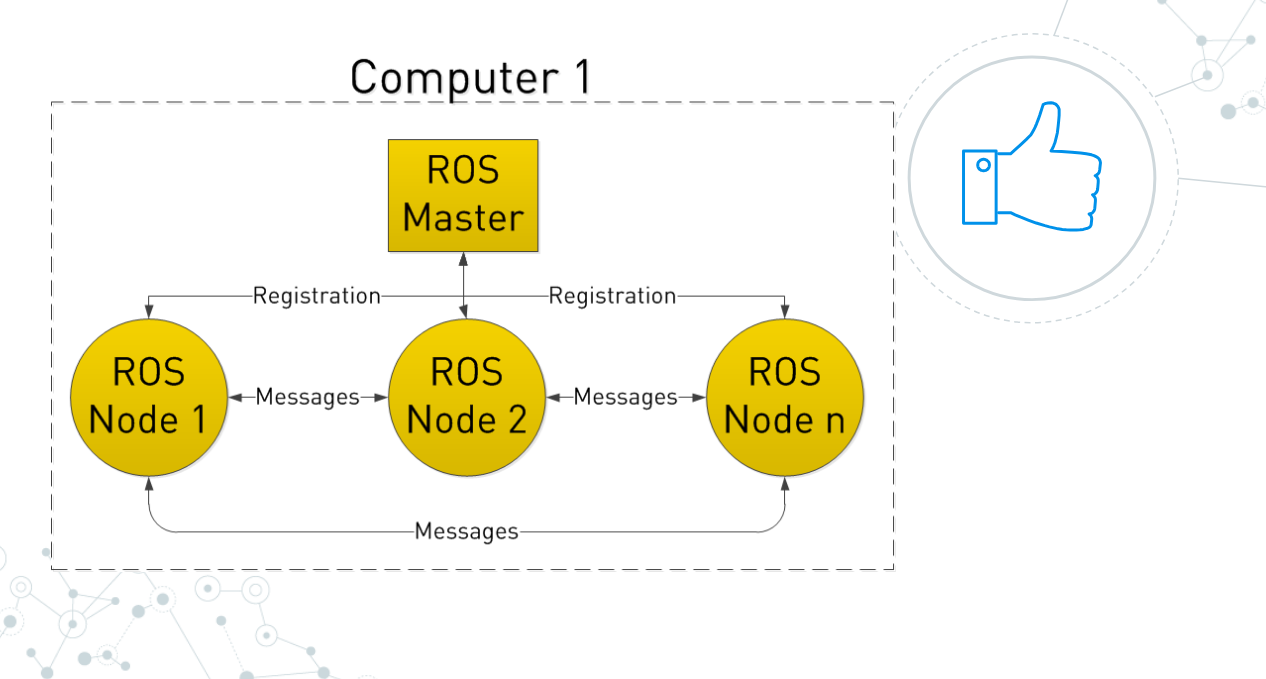 Computer 1
ROS
Master
Registration
Registration
ROS
Node 1
Messages
ROS
Node 2
Messages
ROS
Node n
Messages